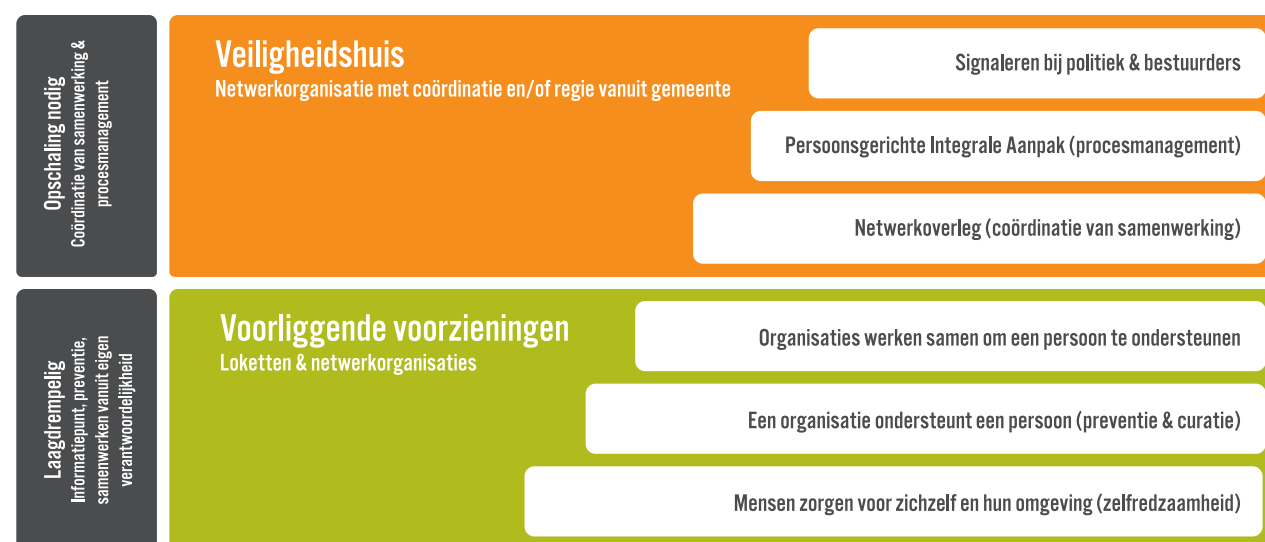 Opschaling nodig
Coördinatie van samenwerking &
procesmanagement
Veiligheidshuis
Netwerkorganisatie met coördinatie en/of regie vanuit gemeente
Signaleren bij politiek & bestuurders
Persoonsgerichte Integrale Aanpak (procesmanagement)
Netwerkoverleg (coördinatie van samenwerking)
Laagdrempelig
Informatiepunt, preventie,
samenwerken vanuit eigen
verantwoordelijkheid
Voorliggende voorzieningen
Loketten & netwerkorganisaties
Organisaties werken samen om een persoon te ondersteunen
Een organisatie ondersteunt een persoon (preventie & curatie)
Mensen zorgen voor zichzelf en hun omgeving (zelfredzaamheid)